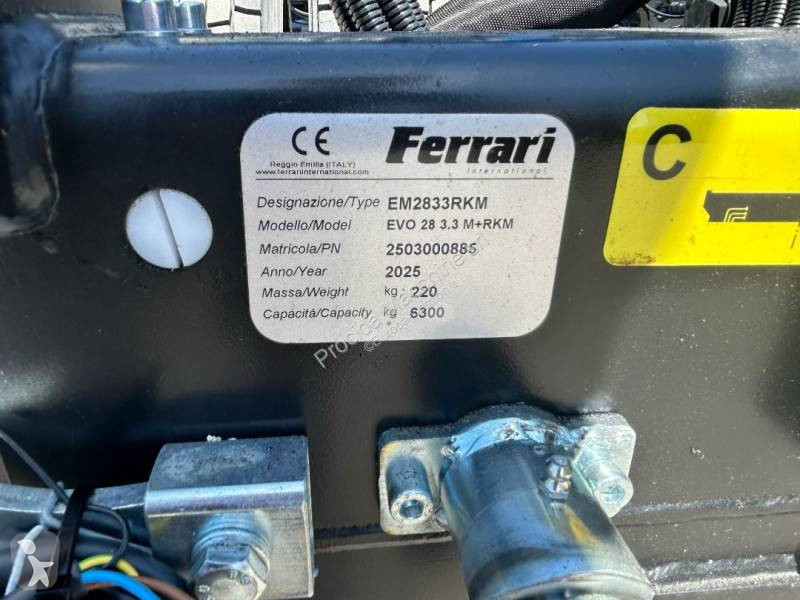 CE
Reggio Emilia (ITALY)
www.ferrariinternational.com
Ferrari
International
Designazione/Type EM2833RKM
Modello/Model EVO 28 3.3 M+RKM
Matricola/PN 2503000885
Anno/Year 2025
Massa/Weight kg 220
Capacità/Capacity kg 6300
C